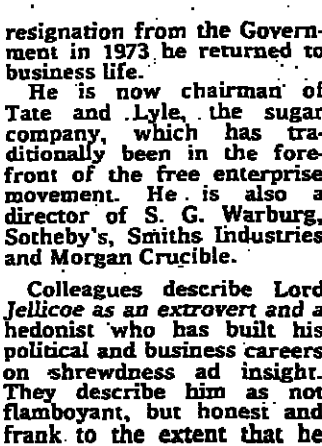 resignation from the Govern-
ment in 1973 he returned to
business life.
He is now chairman of
Tate and Lyle, the sugar
company, which has tra-
ditionally been in the fore-
front of the free enterprise
movement. He is also a
director of S. G. Warburg,
Sotheby's, Smiths Industries
and Morgan Crucible.
Colleagues describe Lord
Jellicoe as an extrovert and a
hedonist who has built his
political and business careers
on shrewdness ad insight.
They describe him as not
flamboyant, but honest and
frank to the extent that he